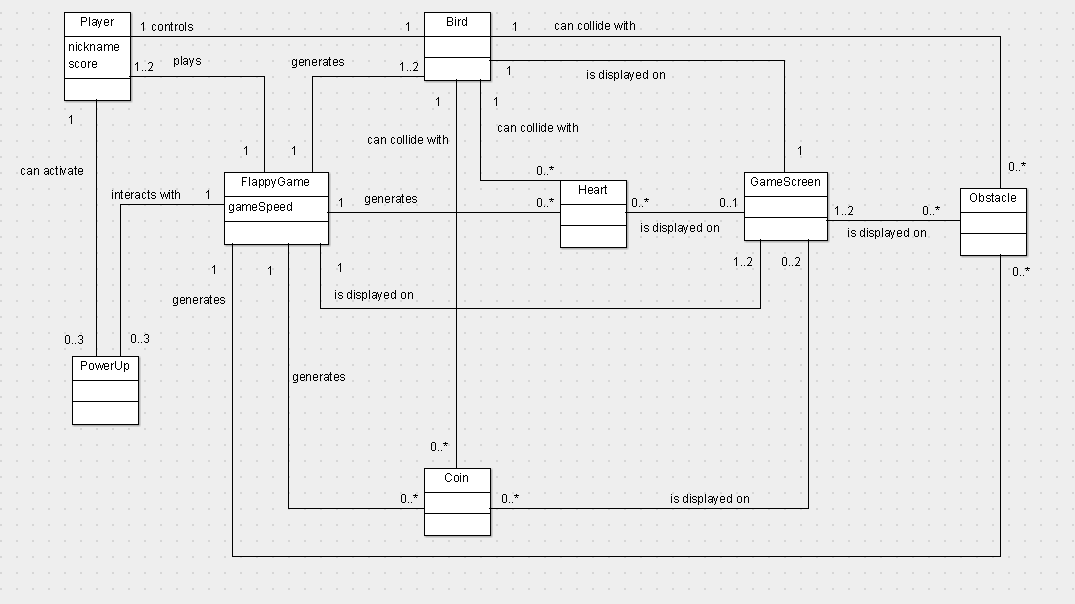 Player
nickname
score
1 controls
1
Bird
1
can collide with
1..2
plays
generates
1..2
1
is displayed on
1
can activate
1
can collide with
1
can collide with
1
1
1
0..*
0..*
FlappyGame
gameSpeed
interacts with
1
1
generates
0..*
Heart
0..*
is displayed on
0..1
GameScreen
1..2
is displayed on
0..*
Obstacle
1
generates
1
1
is displayed on
1..2
0..2
0..*
0..3
0..3
PowerUp
generates
0..*
Coin
0..*
0..*
is displayed on